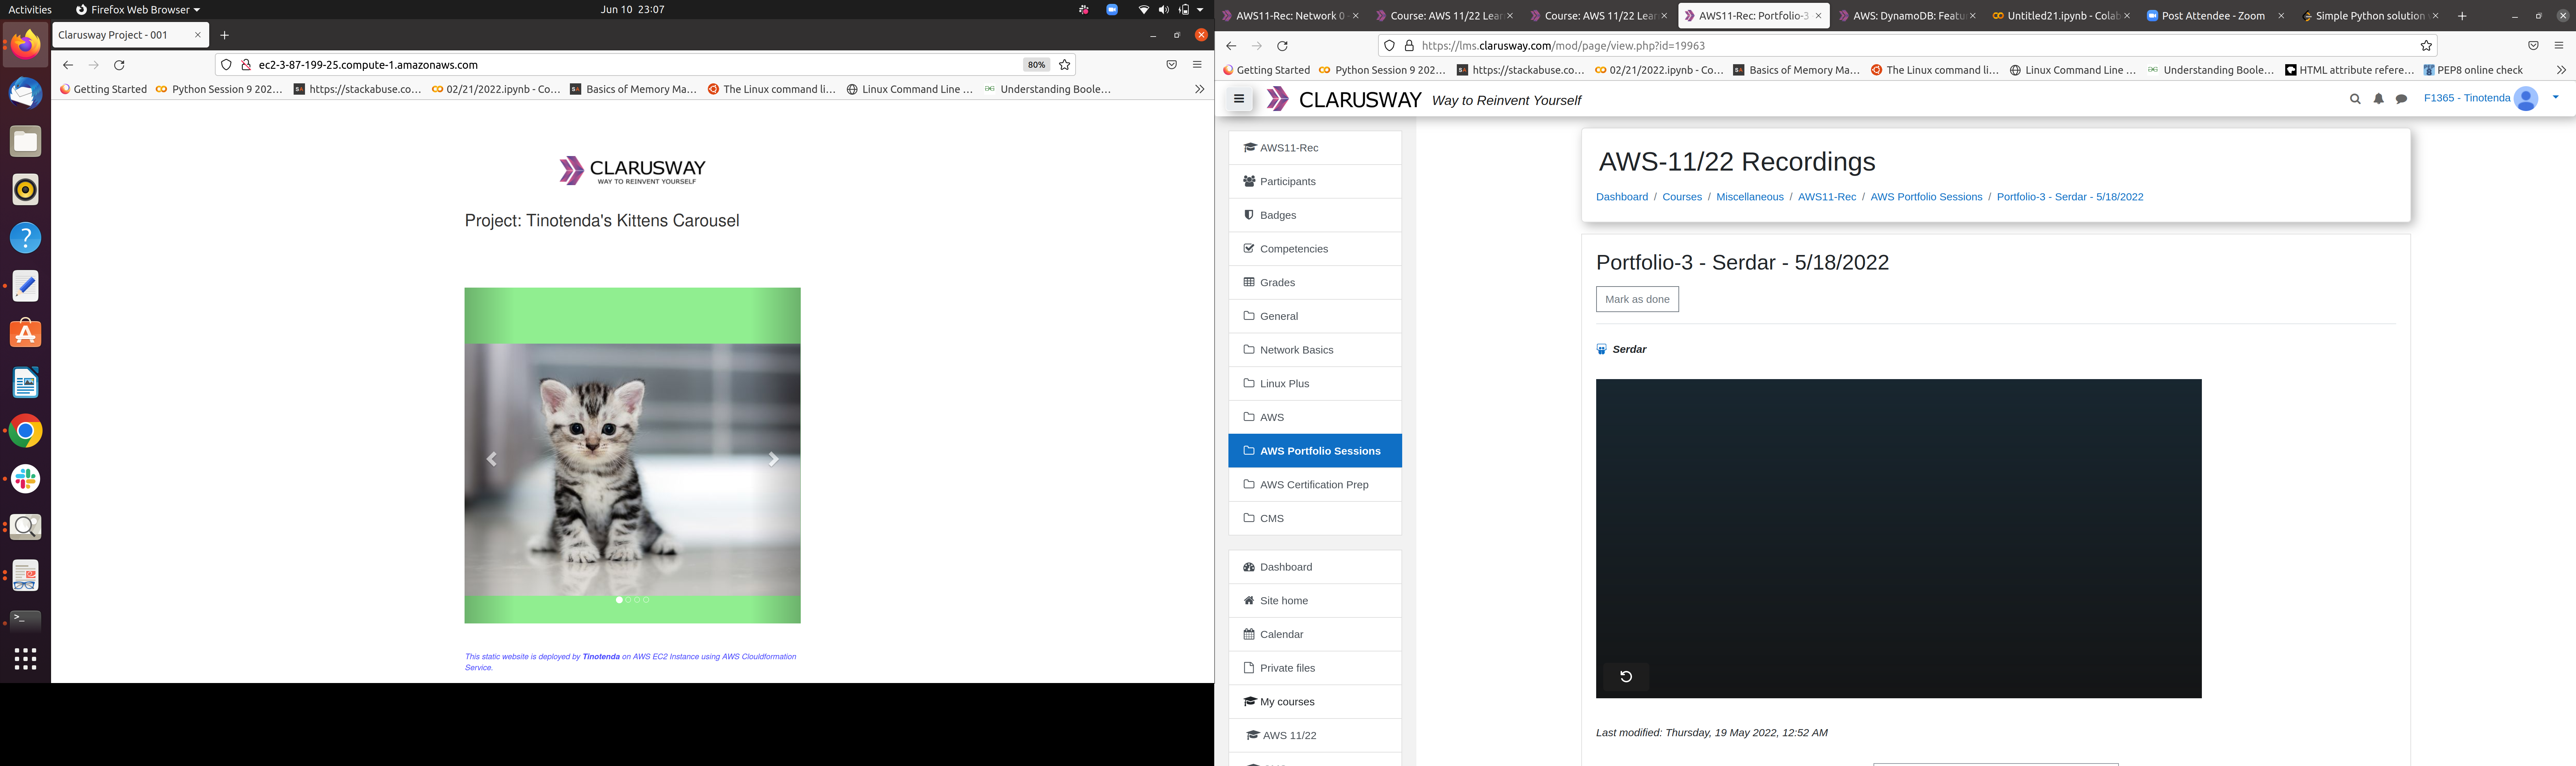 Activities
Firefox Web Browser
Jun 10 23:07
Clarusway Project - 001
ec2-3-87-199-25.compute-1.amazonaws.com
80%
Getting Started
Python Session 9 202...
https://stackabuse.co...
02/21/2022.ipynb - Co...
Basics of Memory Ma...
The Linux command li...
Linux Command Line ...
Understanding Boole...
CLARUSWAY
WAY TO REINVENT YOURSELF
Project: Tinotenda's Kittens Carousel
This static website is deployed by Tinotenda on AWS EC2 Instance using AWS Clouldformation
Service.
AWS11-Rec: Network 0
Course: AWS 11/22 Lear
Course: AWS 11/22 Lear
AWS11-Rec: Portfolio-3
AWS: DynamoDB: Featu
Untitled21.ipynb - Colab
Post Attendee - Zoom
Simple Python solution
https://lms.clarusway.com/mod/page/view.php?id=19963
Getting Started
Python Session 9 202...
https://stackabuse.co...
02/21/2022.ipynb - Co...
Basics of Memory Ma...
The Linux command li...
Linux Command Line ...
Understanding Boole...
HTML attribute refere...
PEP8 online check
CLARUSWAY Way to Reinvent Yourself
F1365 - Tinotenda
AWS11-Rec
Participants
Badges
Competencies
Grades
General
Network Basics
Linux Plus
AWS
AWS Portfolio Sessions
AWS Certification Prep
CMS
Dashboard
Site home
Calendar
Private files
My courses
AWS 11/22
AWS-11/22 Recordings
Dashboard / Courses / Miscellaneous / AWS11-Rec / AWS Portfolio Sessions / Portfolio-3 - Serdar - 5/18/2022
Portfolio-3 - Serdar - 5/18/2022
Mark as done
Serdar
Last modified: Thursday, 19 May 2022, 12:52 AM